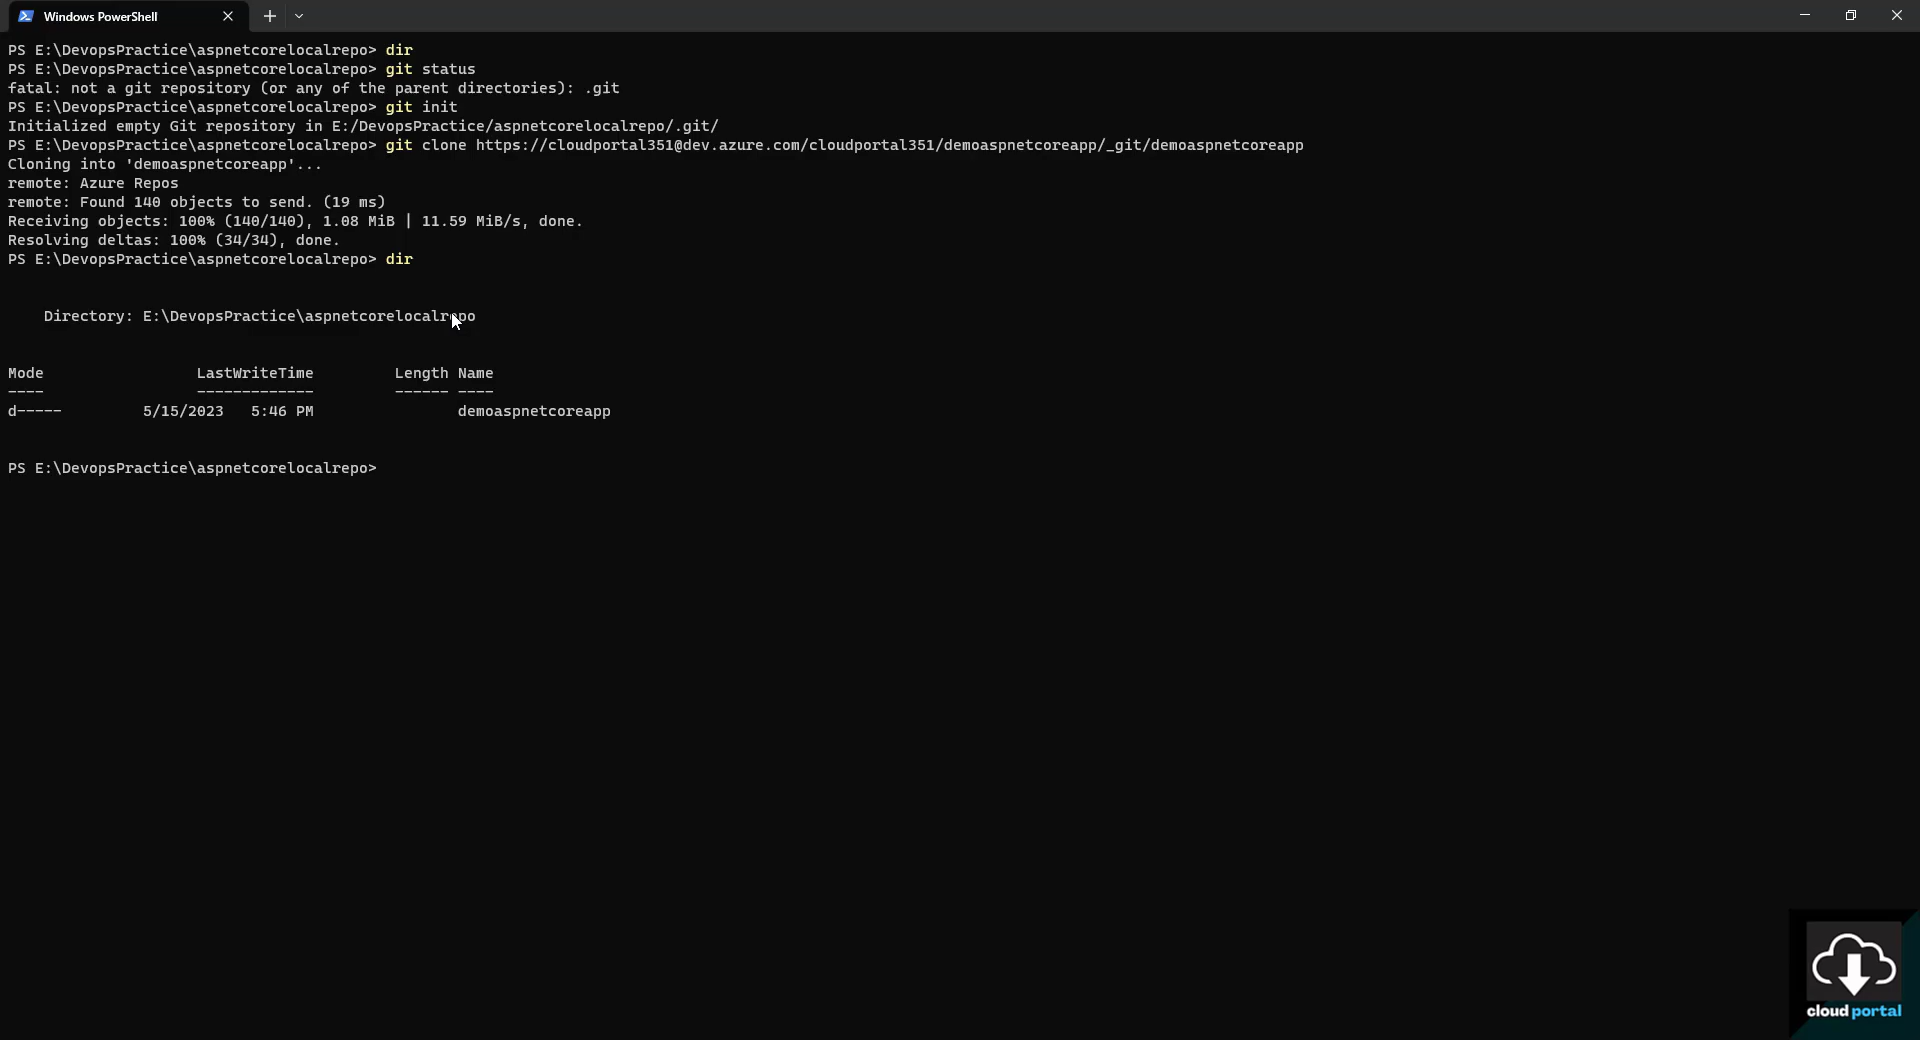 Windows PowerShell
PS E:\DevopsPractice\aspnetcorelocalrepo> dir
PS E:\DevopsPractice\aspnetcorelocalrepo> git status
fatal: not a git repository (or any of the parent directories): .git
PS E:\DevopsPractice\aspnetcorelocalrepo> git init
Initialized empty Git repository in E:/DevopsPractice/aspnetcorelocalrepo/.git/
PS E:\DevopsPractice\aspnetcorelocalrepo> git clone https://cloudportal351@dev.azure.com/cloudportal351/demoaspnetcoreapp/_git/demoaspnetcoreapp
Cloning into 'demoaspnetcoreapp'...
remote: Azure Repos
remote: Found 140 objects to send. (19 ms)
Receiving objects: 100% (140/140), 1.08 MiB | 11.59 MiB/s, done.
Resolving deltas: 100% (34/34), done.
PS E:\DevopsPractice\aspnetcorelocalrepo> dir
Directory: E:\DevopsPractice\aspnetcorelocalrepo
Mode LastWriteTime Length Name
---- ------------- ------ ----
d----- 5/15/2023 5:46 PM demoaspnetcoreapp
PS E:\DevopsPractice\aspnetcorelocalrepo>
cloud portal